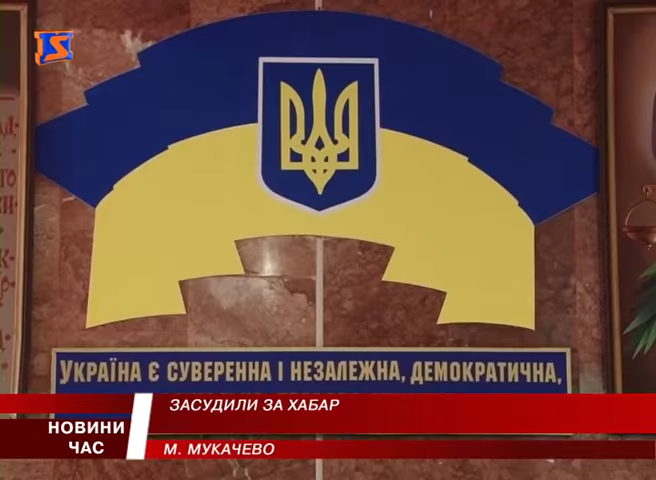 УКРАЇНА Є СУВЕРЕННА І НЕЗАЛЕЖНА, ДЕМОКРАТИЧНА,
ЗАСУДИЛИ ЗА ХАБАР
НОВИНИ
ЧАС
М. МУКАЧЕВО